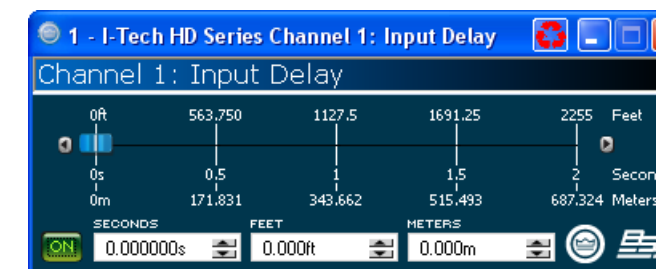 1 - I-Tech HD Series Channel 1: Input Delay
Channel 1: Input Delay
0ft 563.750 1127.5 1691.25 2255 Feet
0s 0.5 1 1.5 2 Secon
0m 171.831 343.662 515.493 687.324 Meters
SECONDS FEET METERS
ON 0.000000s 0.000ft 0.000m